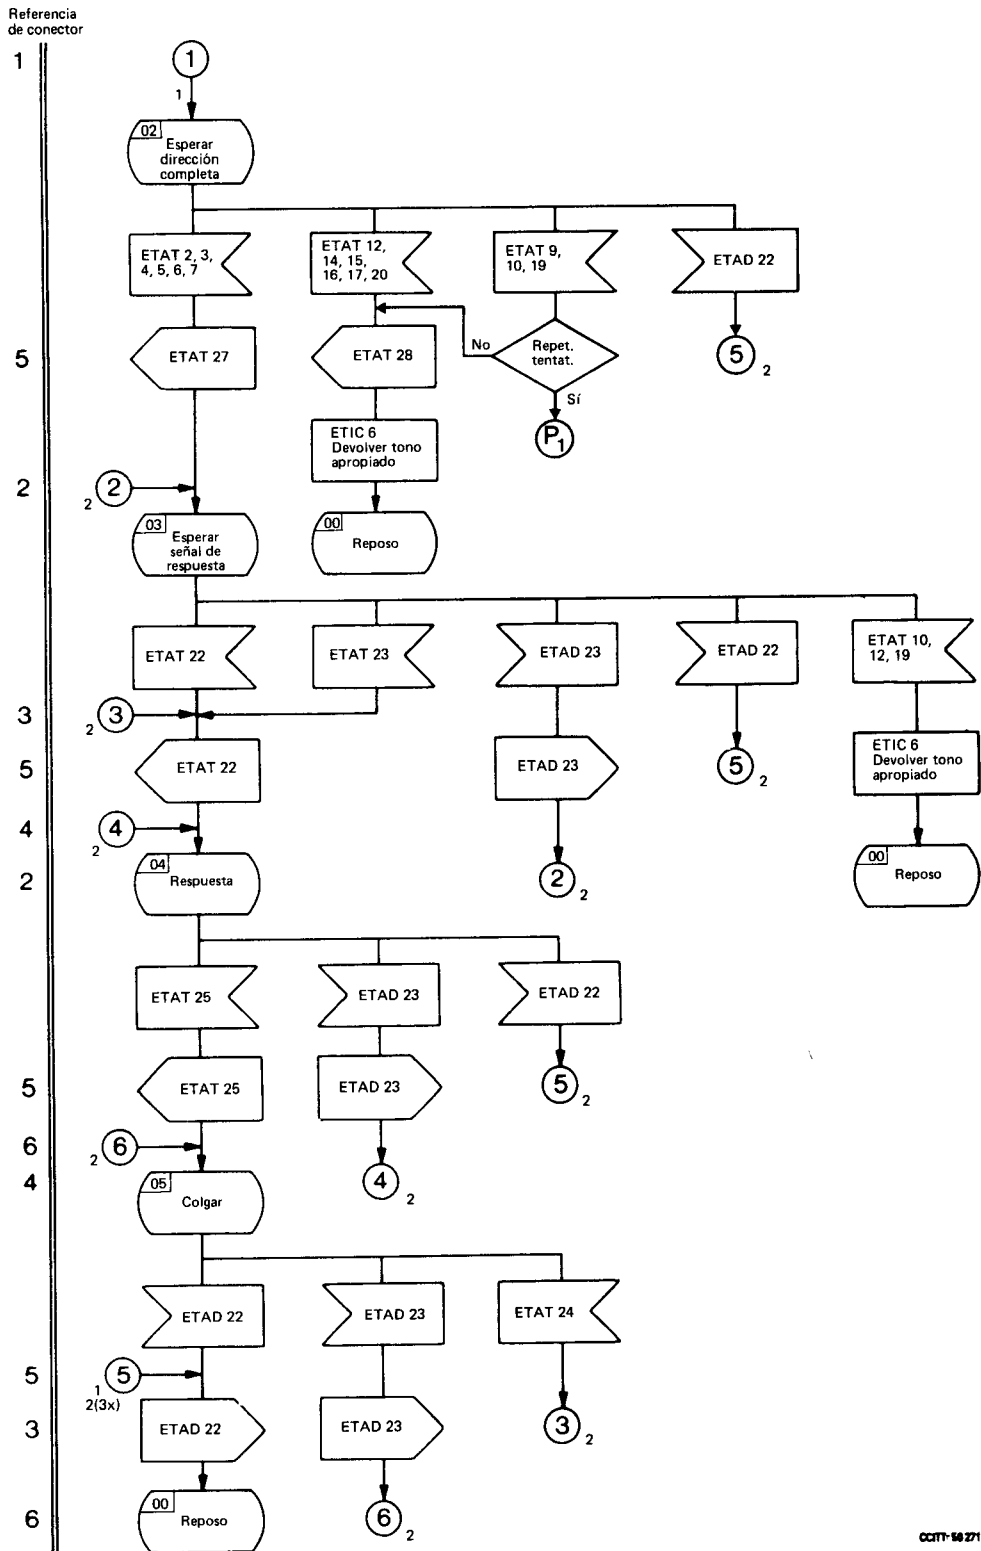 Referencia
de conector
1
1
1
02
Esperar
dirección
completa
ETAT 2, 3,
4, 5, 6, 7
ETAT 12,
14, 15,
16, 17, 20
ETAT 9,
10, 19
ETAD 22
5
ETAT 27
ETAT 28
No
Repet.
tentat.
Sí
5
2
P1
ETIC 6
Devolver tono
apropiado
2
2
2
03
Esperar
señal de
respuesta
00
Reposo
ETAT 22
ETAT 23
ETAD 23
ETAD 22
ETAT 10,
12, 19
3
2
3
5
ETAT 22
ETAD 23
5
2
ETIC 6
Devolver tono
apropiado
4
2
4
2
04
Respuesta
2
2
00
Reposo
ETAT 25
ETAD 23
ETAD 22
5
ETAT 25
ETAD 23
5
2
6
2
6
4
05
Colgar
4
2
ETAD 22
ETAD 23
ETAT 24
5
5
1
2(3x)
3
ETAD 22
ETAD 23
3
2
6
00
Reposo
6
2
CCITT-56 271